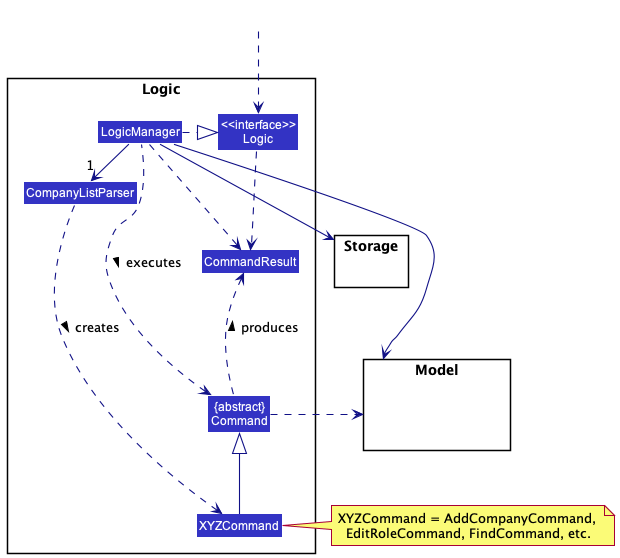 Logic
LogicManager
<<interface>>
Logic
1
CompanyListParser
Storage
CommandResult
executes
creates
produces
Model
{abstract}
Command
XYZCommand
XYZCommand = AddCompanyCommand,
EditRoleCommand, FindCommand, etc.